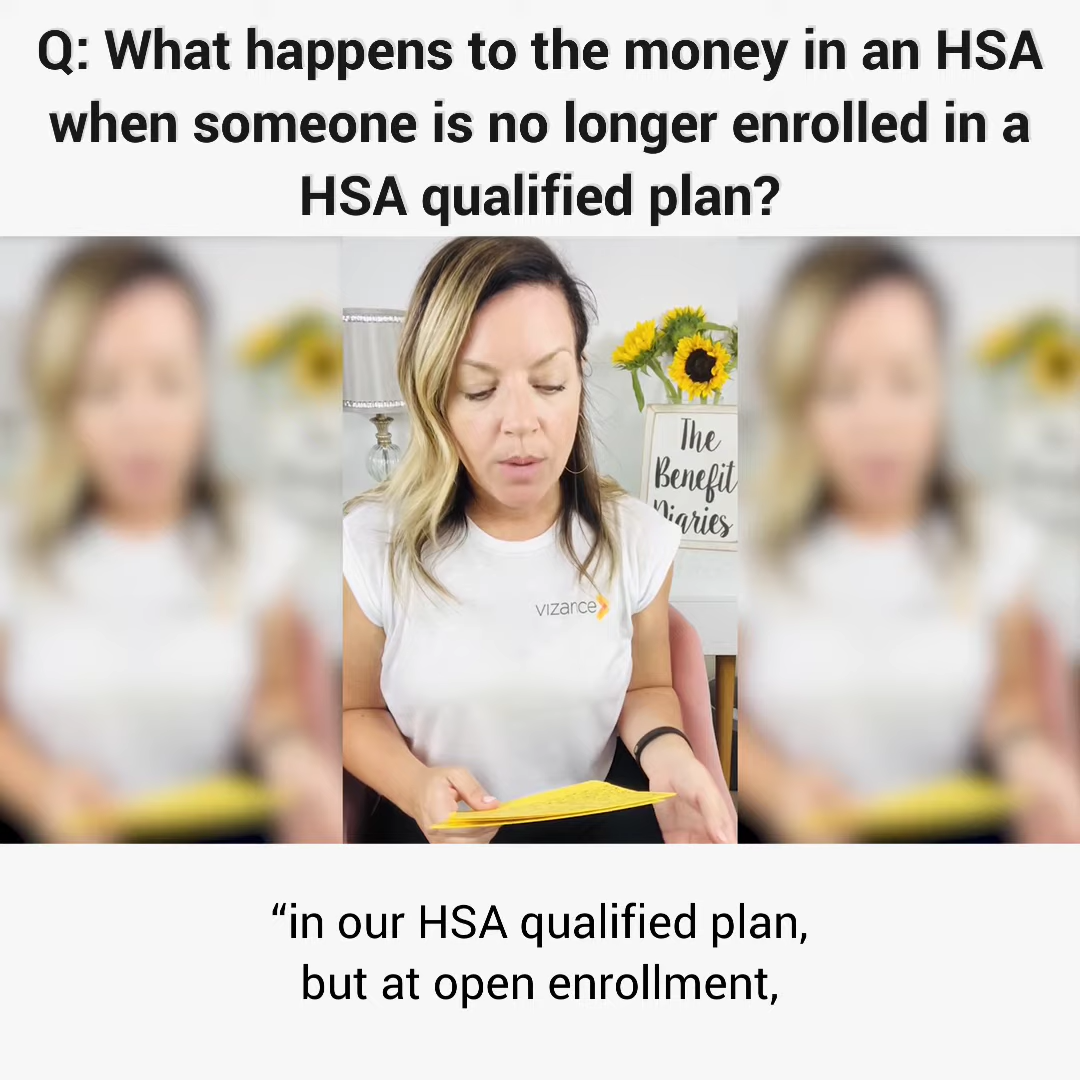 Q: What happens to the money in an HSA
when someone is no longer enrolled in a
HSA qualified plan?
The
Benefit
Diaries
vizance
“in our HSA qualified plan,
but at open enrollment,